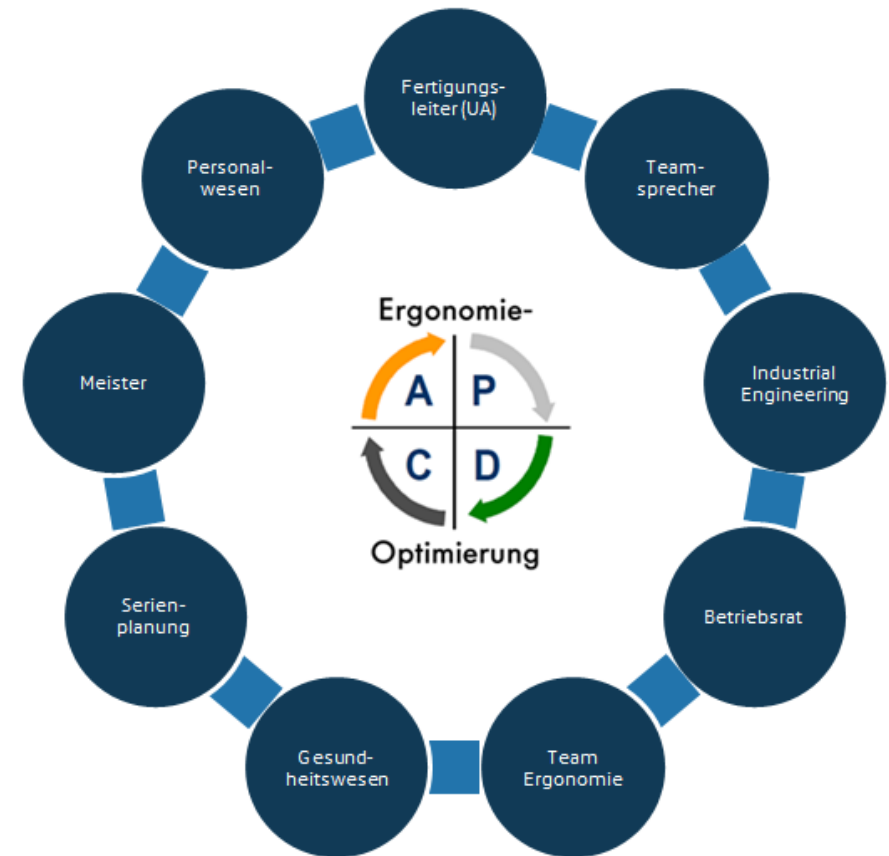 Fertigungs-
leiter (UA)
Team-
sprecher
Industrial
Engineering
Betriebsrat
Team
Ergonomie
Gesund-
heitswesen
Serien-
planung
Meister
Personal-
wesen
Ergonomie-
A P
C D
Optimierung